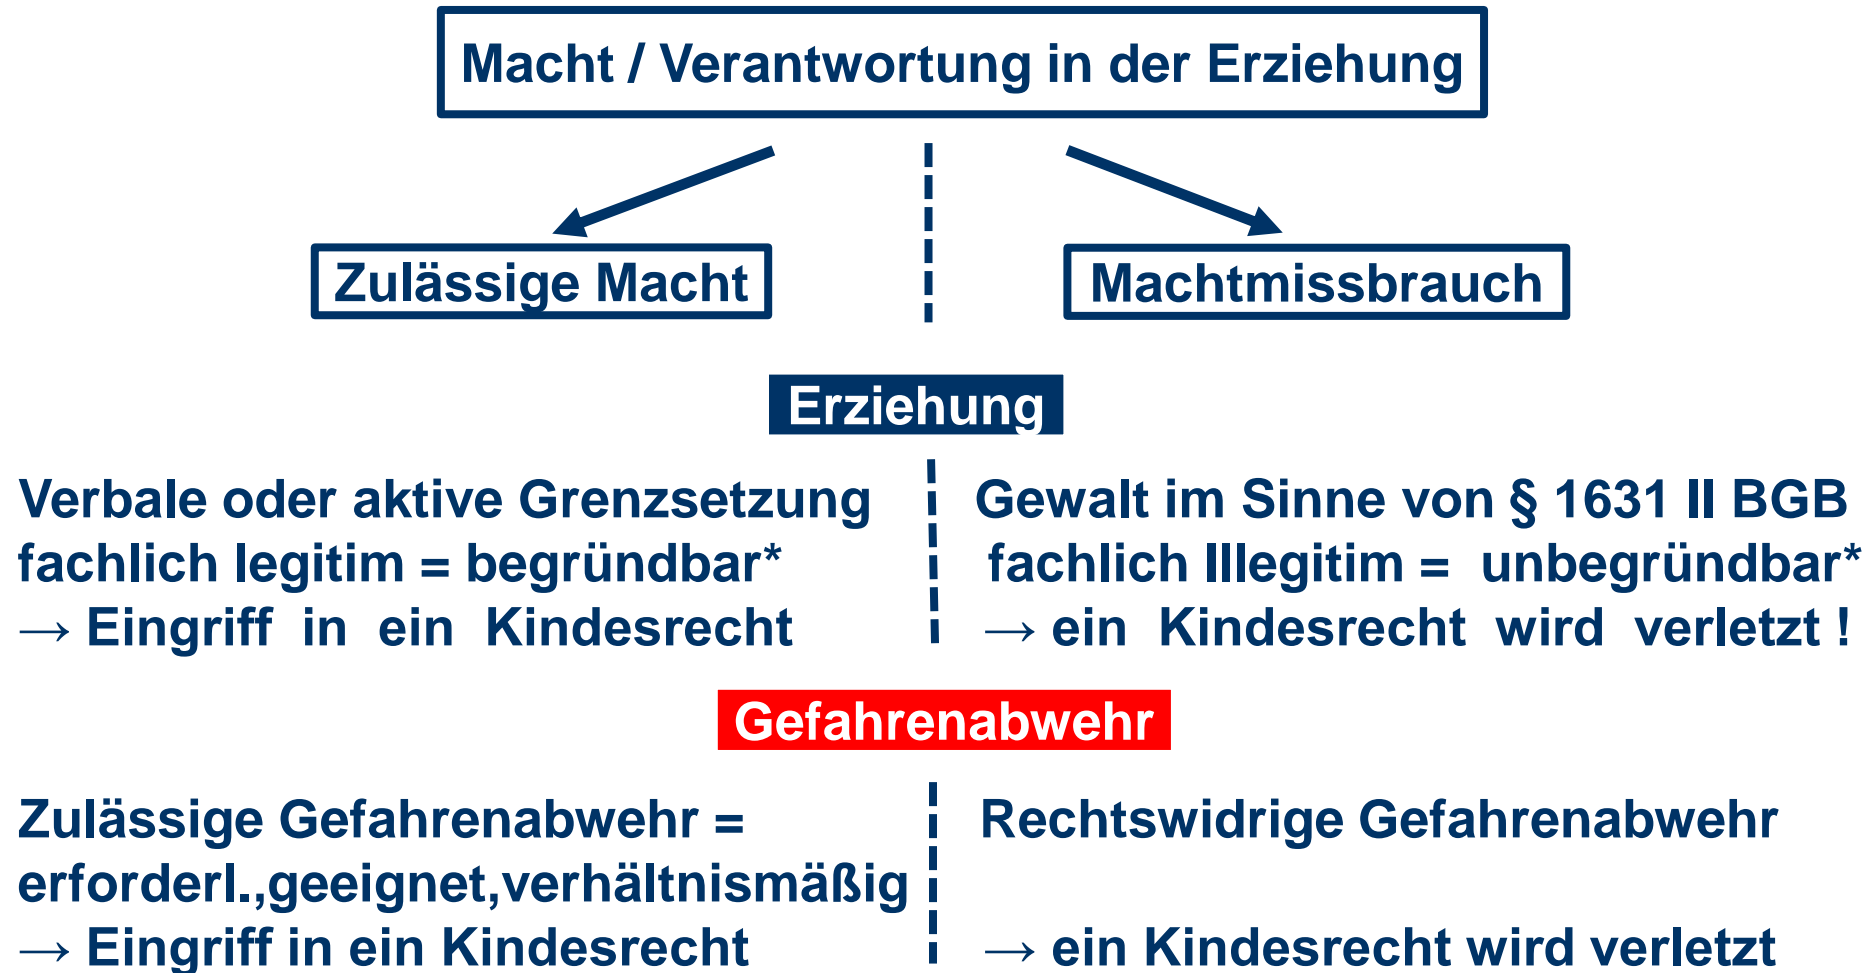 Macht / Verantwortung in der Erziehung
Zulässige Macht
Machtmissbrauch
Erziehung
Verbale oder aktive Grenzsetzung
fachlich legitim = begründbar*
→ Eingriff in ein Kindesrecht
Gewalt im Sinne von § 1631 II BGB
fachlich Illegitim = unbegründbar*
→ ein Kindesrecht wird verletzt !
Gefahrenabwehr
Zulässige Gefahrenabwehr =
erforderl.,geeignet,verhältnismäßig
→ Eingriff in ein Kindesrecht
Rechtswidrige Gefahrenabwehr
→ ein Kindesrecht wird verletzt